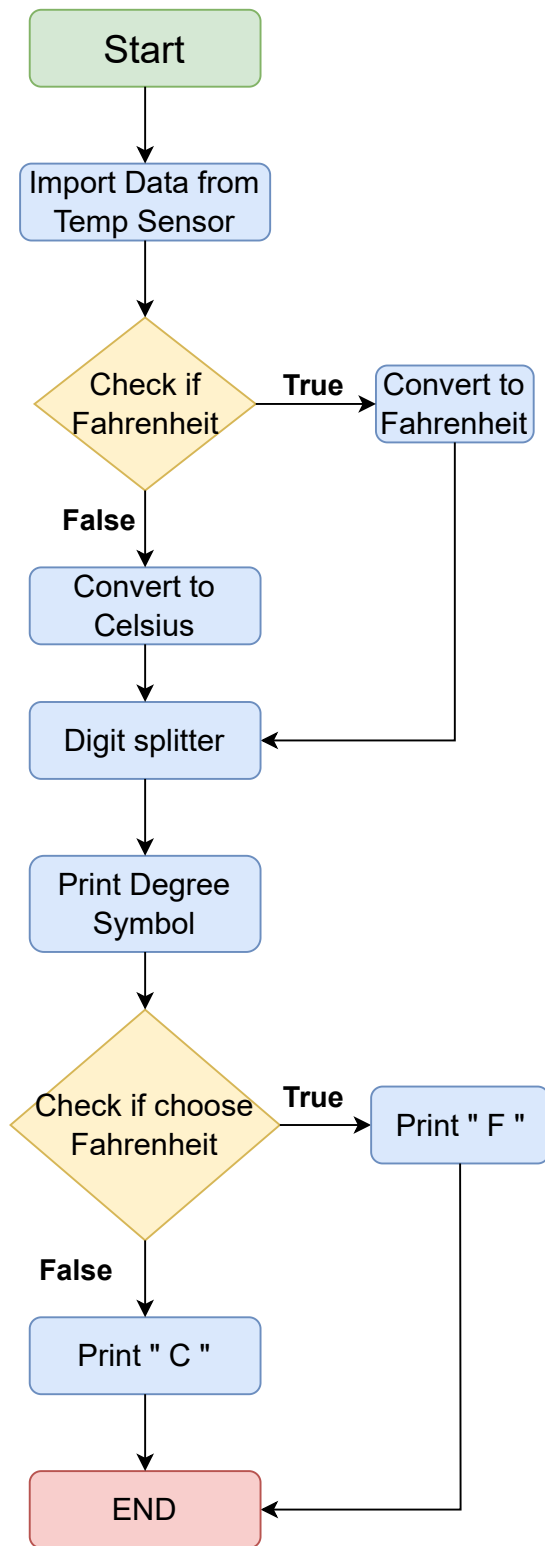 Start
Import Data from
Temp Sensor
Check if
Fahrenheit
True
Convert to
Fahrenheit
False
Convert to
Celsius
Digit splitter
Print Degree
Symbol
Check if choose
Fahrenheit
True
Print " F "
False
Print " C "
END